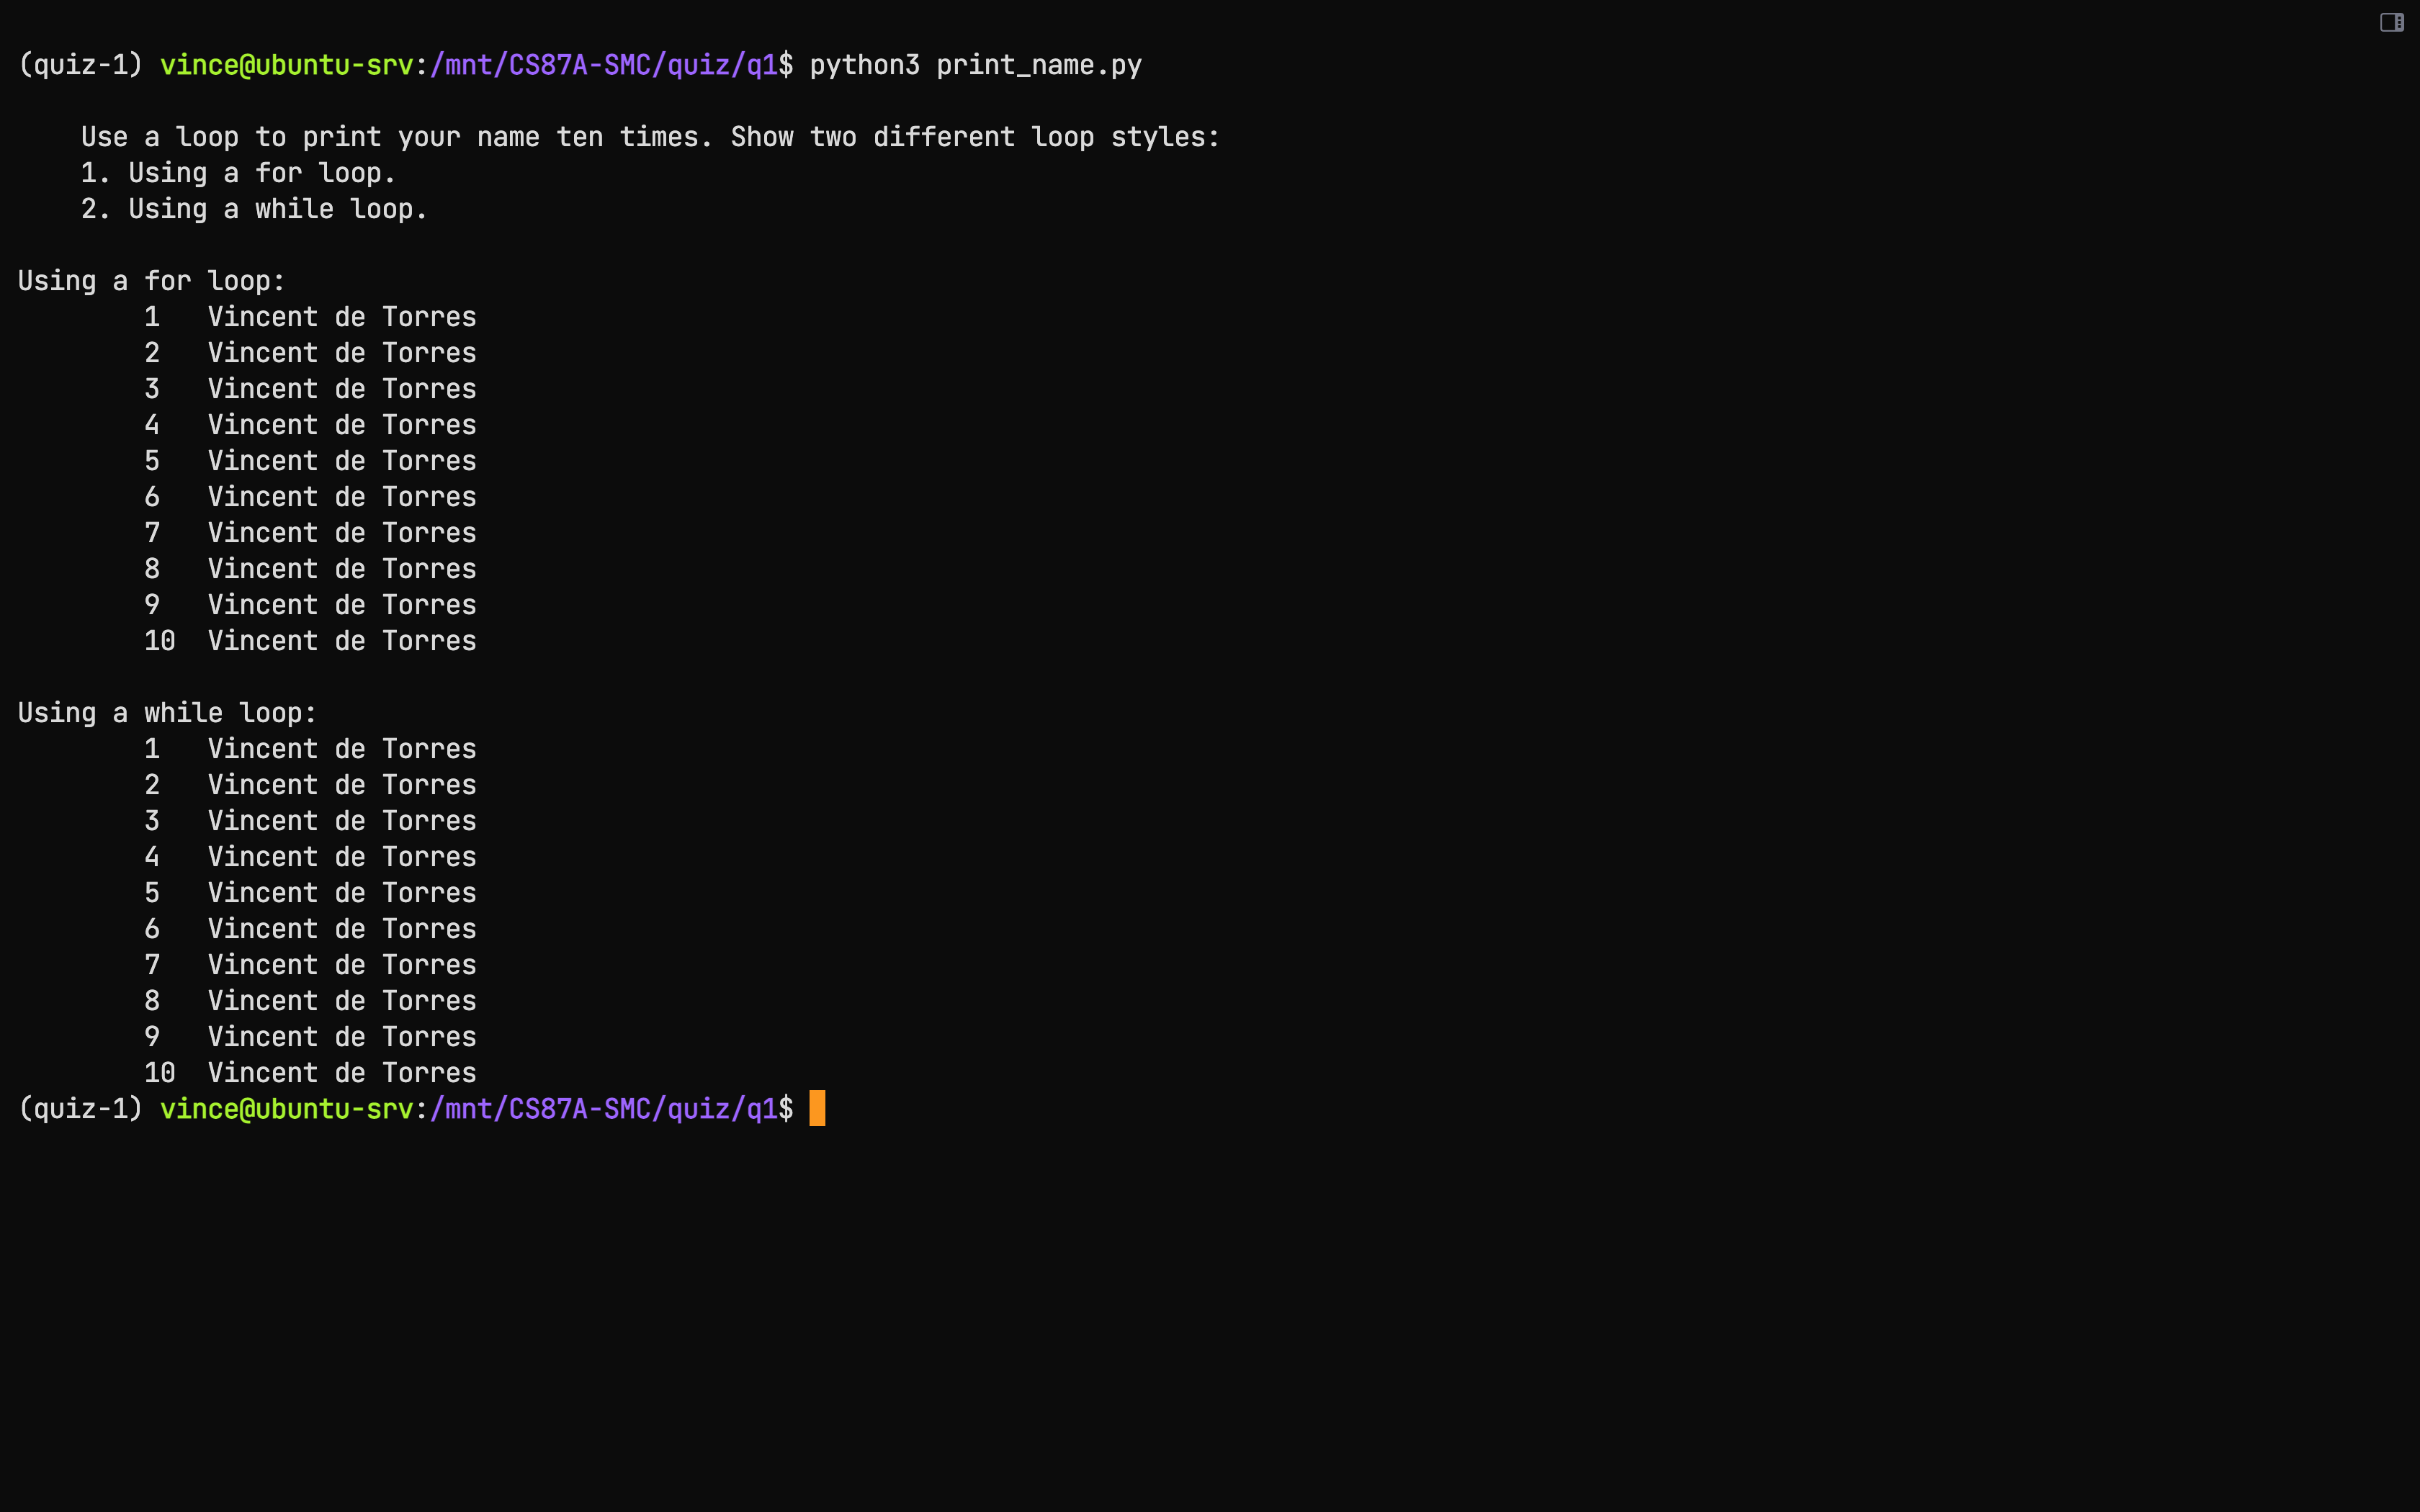 (quiz-1) vince@ubuntu-srv:/mnt/CS87A-SMC/quiz/q1$ python3 print_name.py
Use a loop to print your name ten times. Show two different loop styles:
1. Using a for loop.
2. Using a while loop.
Using a for loop:
1 Vincent de Torres
2 Vincent de Torres
3 Vincent de Torres
4 Vincent de Torres
5 Vincent de Torres
6 Vincent de Torres
7 Vincent de Torres
8 Vincent de Torres
9 Vincent de Torres
10 Vincent de Torres
Using a while loop:
1 Vincent de Torres
2 Vincent de Torres
3 Vincent de Torres
4 Vincent de Torres
5 Vincent de Torres
6 Vincent de Torres
7 Vincent de Torres
8 Vincent de Torres
9 Vincent de Torres
10 Vincent de Torres
(quiz-1) vince@ubuntu-srv:/mnt/CS87A-SMC/quiz/q1$